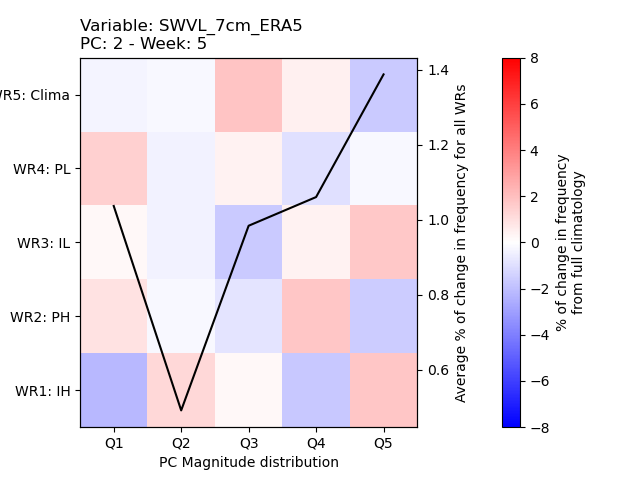 Variable: SWVL_7cm_ERA5
PC: 2 - Week: 5
WR5: Clima
WR4: PL
WR3: IL
WR2: PH
WR1: IH
Q1 Q2 Q3 Q4 Q5
PC Magnitude distribution
1.4
1.2
1.0
0.8
0.6
Average % of change in frequency for all WRs
8
6
4
2
0
−2
−4
−6
−8
% of change in frequency
from full climatology